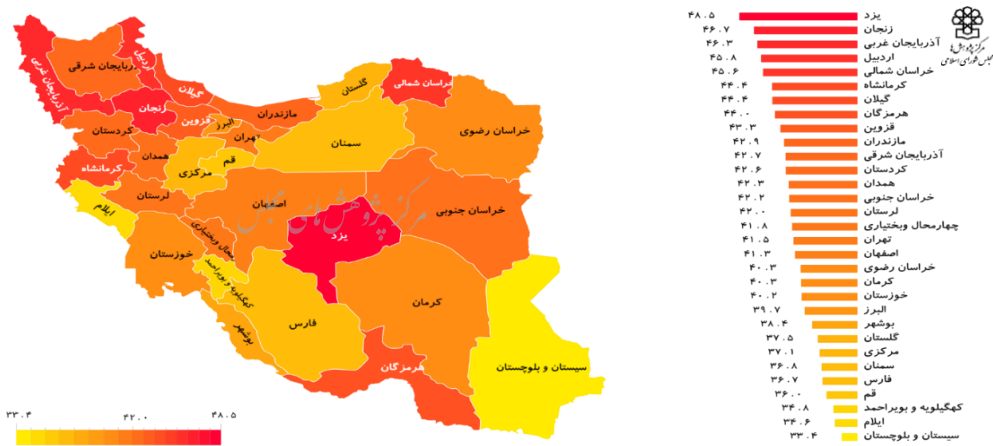 آذربایجان غربی
آذربایجان شرقی
اردبیل
گیلان
زنجان
قزوین
کردستان
همدان
کرمانشاه
ایلام
لرستان
مرکزی
قم
البرز
تهران
مازندران
گلستان
خراسان شمالی
خراسان رضوی
سمنان
اصفهان
یزد
خراسان جنوبی
محال وبختیاری
خوزستان
کهگیلویه و بویراحمد
بوشهر
فارس
کرمان
هرمزگان
سیستان و بلوچستان
مرکز پژوهش‌های مجلس
۳۳.۴ ۴۲.۰ ۴۸.۵
مرکز پژوهش‌ها
مجلس شورای اسلامی
یزد ۴۸.۵
زنجان ۴۶.۷
آذربایجان غربی ۴۶.۳
اردبیل ۴۵.۸
خراسان شمالی ۴۵.۶
کرمانشاه ۴۴.۴
گیلان ۴۴.۴
هرمزگان ۴۴.۰
قزوین ۴۳.۳
مازندران ۴۲.۹
آذربایجان شرقی ۴۲.۷
کردستان ۴۲.۶
همدان ۴۲.۳
خراسان جنوبی ۴۲.۲
لرستان ۴۲.۰
چهارمحال وبختیاری ۴۱.۸
تهران ۴۱.۵
اصفهان ۴۱.۳
خراسان رضوی ۴۰.۳
کرمان ۴۰.۳
خوزستان ۴۰.۲
البرز ۳۹.۷
بوشهر ۳۸.۴
گلستان ۳۷.۵
مرکزی ۳۷.۱
سمنان ۳۶.۸
فارس ۳۶.۷
قم ۳۶.۰
کهگیلویه و بویراحمد ۳۴.۸
ایلام ۳۴.۶
سیستان و بلوچستان ۳۳.۴